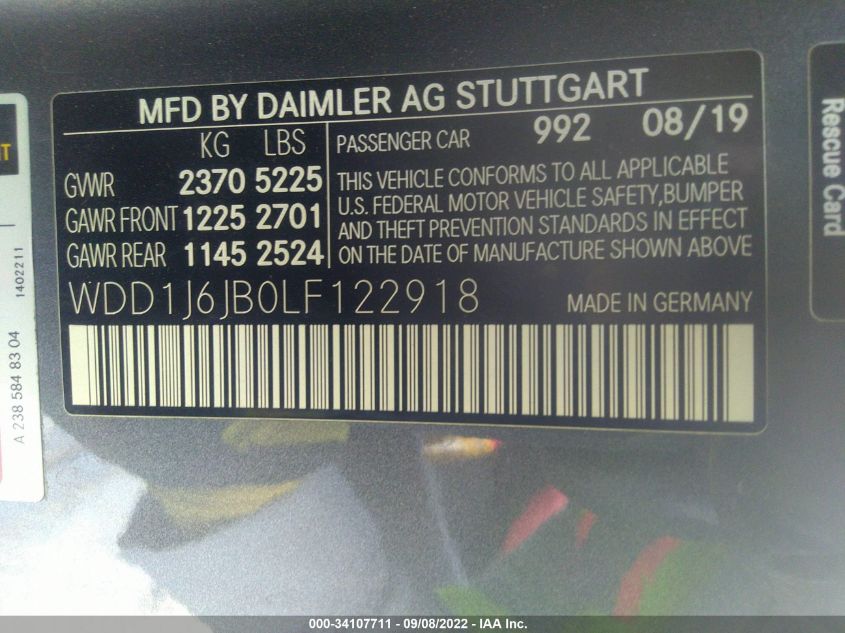 MFD BY DAIMLER AG STUTTGART
KG LBS
GVWR 2370 5225
GAWR FRONT 1225 2701
GAWR REAR 1145 2524
PASSENGER CAR 992 08/19
THIS VEHICLE CONFORMS TO ALL APPLICABLE
U.S. FEDERAL MOTOR VEHICLE SAFETY,BUMPER
AND THEFT PREVENTION STANDARDS IN EFFECT
ON THE DATE OF MANUFACTURE SHOWN ABOVE
WDD1J6JB0LF122918 MADE IN GERMANY
A 238 584 83 04
1402211
Rescue Card
000-34107711 - 09/08/2022 - IAA Inc.